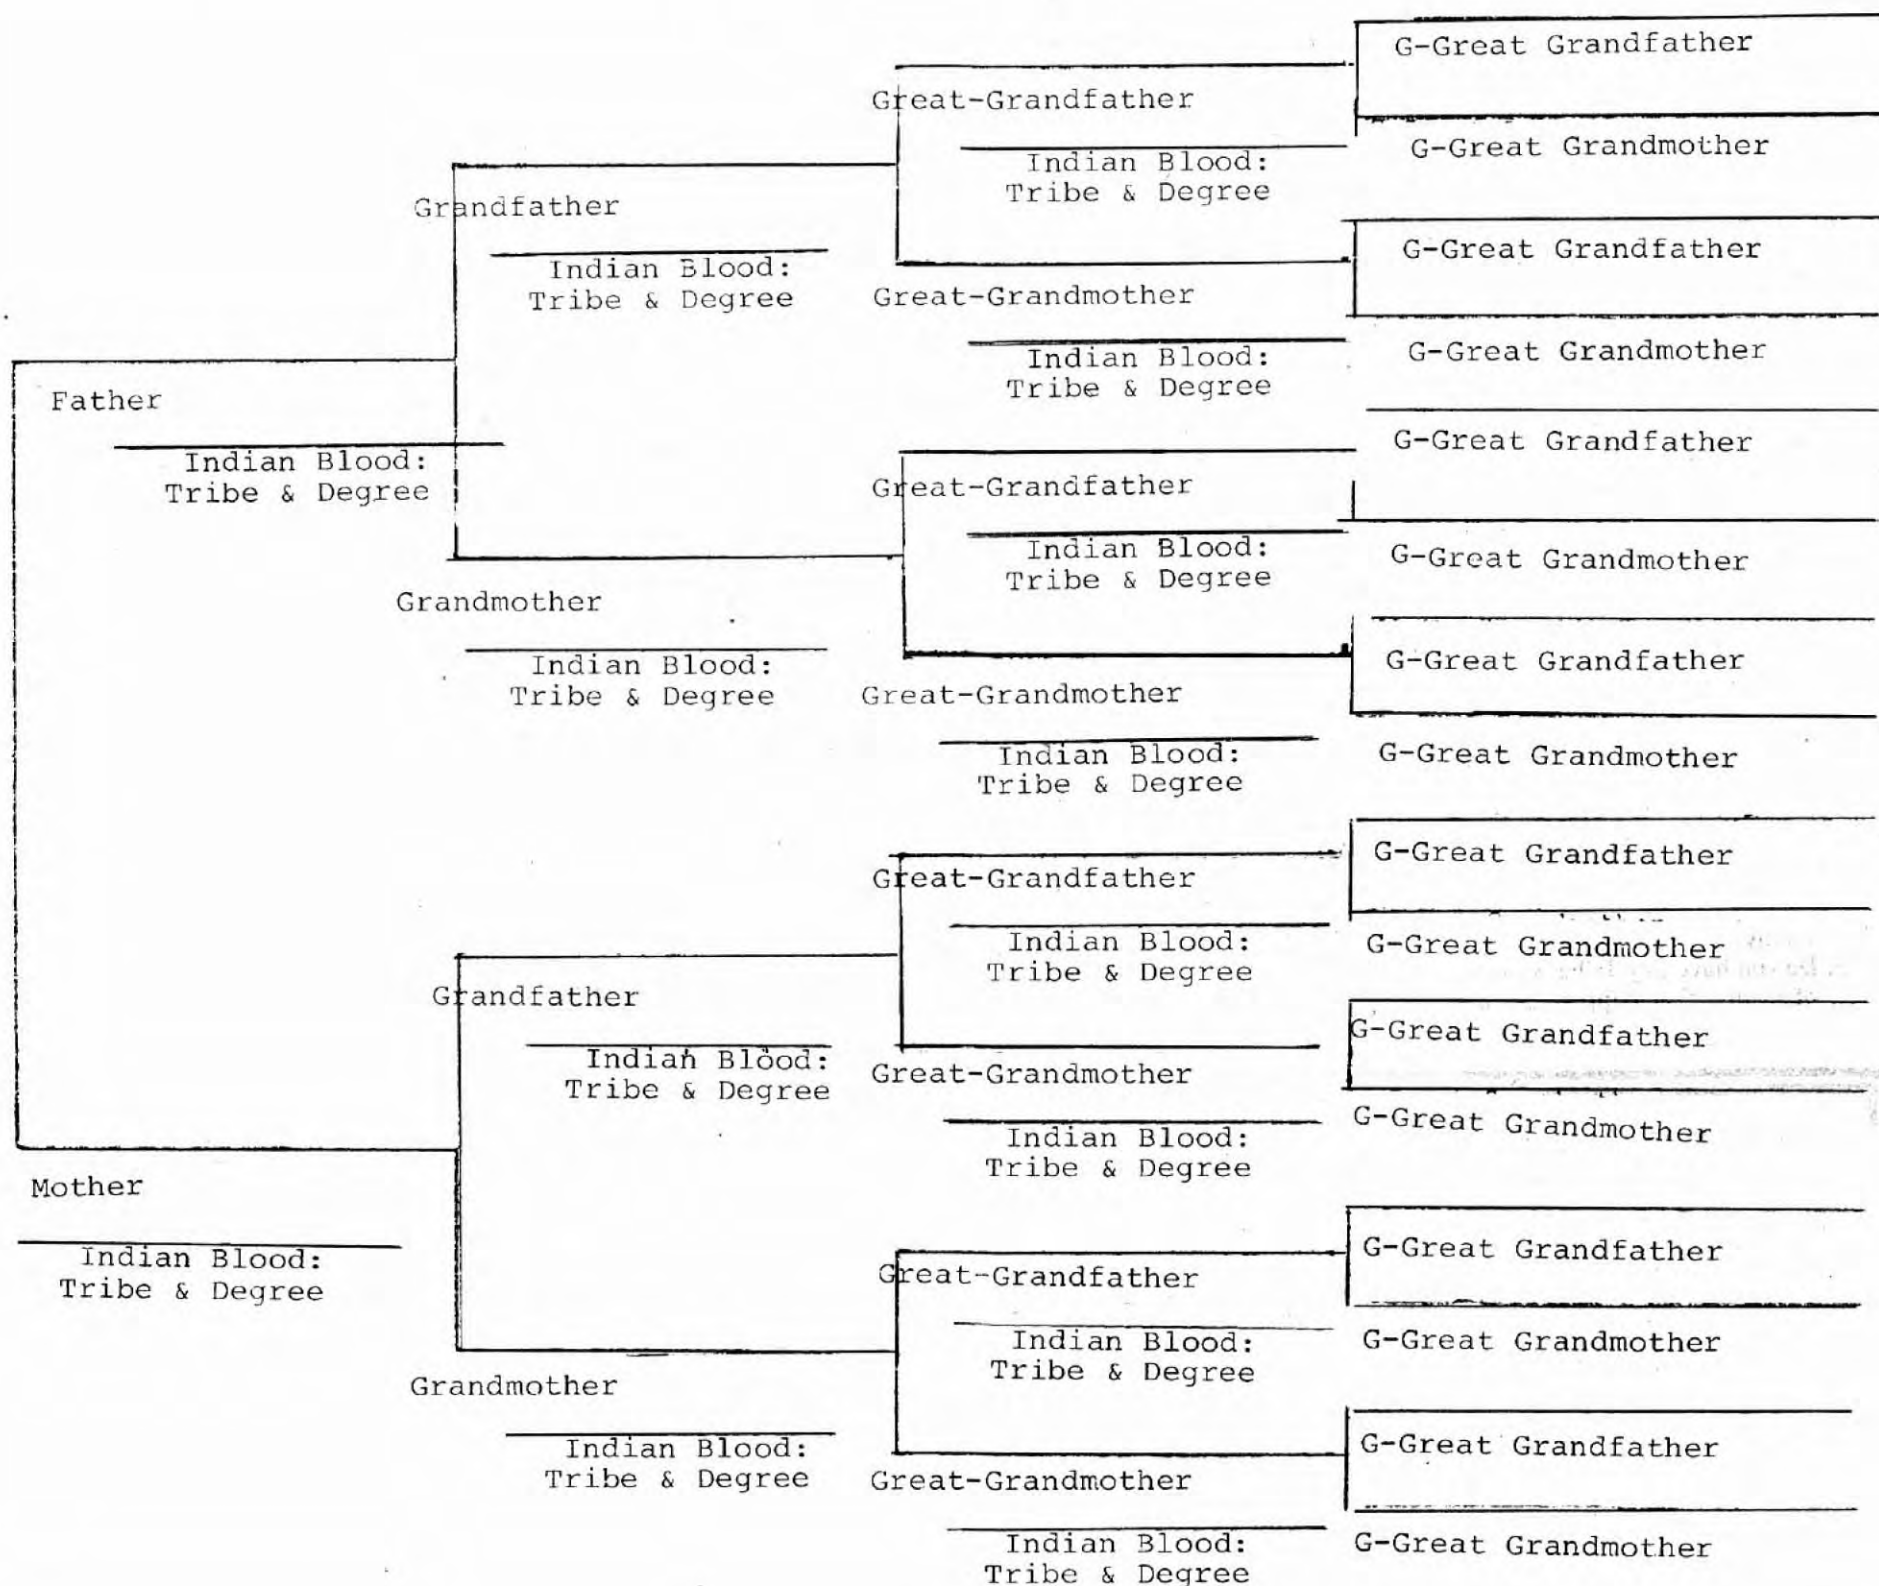 G-Great Grandfather
Great-Grandfather
G-Great Grandmother
Indian Blood:
Tribe & Degree
Grandfather
G-Great Grandfather
Indian Blood:
Tribe & Degree
Great-Grandmother
G-Great Grandmother
Indian Blood:
Tribe & Degree
Father
G-Great Grandfather
Indian Blood:
Tribe & Degree
Great-Grandfather
Indian Blood:
Tribe & Degree
G-Great Grandmother
Grandmother
G-Great Grandfather
Indian Blood:
Tribe & Degree
Great-Grandmother
G-Great Grandmother
Indian Blood:
Tribe & Degree
G-Great Grandfather
Great-Grandfather
Indian Blood:
Tribe & Degree
G-Great Grandmother
Grandfather
G-Great Grandfather
Indian Blood:
Tribe & Degree
Great-Grandmother
G-Great Grandmother
Indian Blood:
Tribe & Degree
Mother
Indian Blood:
Tribe & Degree
G-Great Grandfather
Great-Grandfather
Indian Blood:
Tribe & Degree
G-Great Grandmother
Grandmother
Indian Blood:
Tribe & Degree
G-Great Grandfather
Great-Grandmother
Indian Blood:
Tribe & Degree
G-Great Grandmother